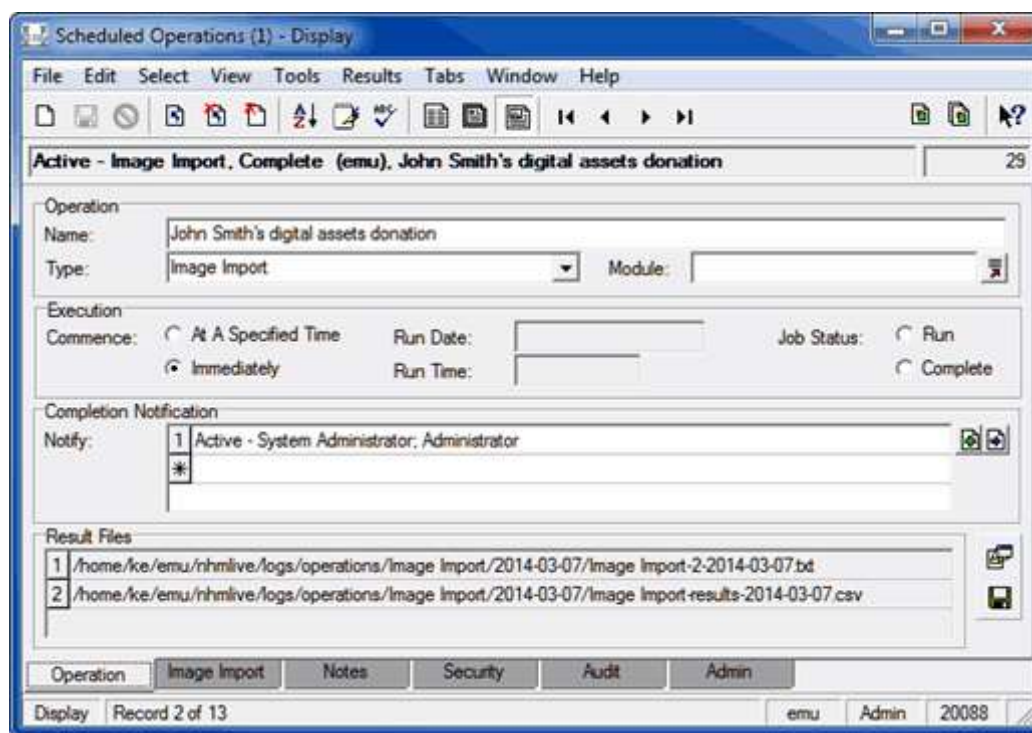 Scheduled Operations (1) - Display
File Edit Select View Tools Results Tabs Window Help
Active - Image Import, Complete (emu), John Smith's digital assets donation 29
Operation
Name: John Smith's digital assets donation
Type: Image Import Module:
Execution
Commence: At A Specified Time Run Date: Job Status: Run
Immediately Run Time: Complete
Completion Notification
Notify: 1 Active - System Administrator; Administrator
Result Files
1 /home/ke/emu/nhmlive/logs/operations/Image Import/2014-03-07/Image Import-2-2014-03-07.txt
2 /home/ke/emu/nhmlive/logs/operations/Image Import/2014-03-07/Image Import-results-2014-03-07.csv
Operation Image Import Notes Security Audit Admin
Display Record 2 of 13 emu Admin 20088